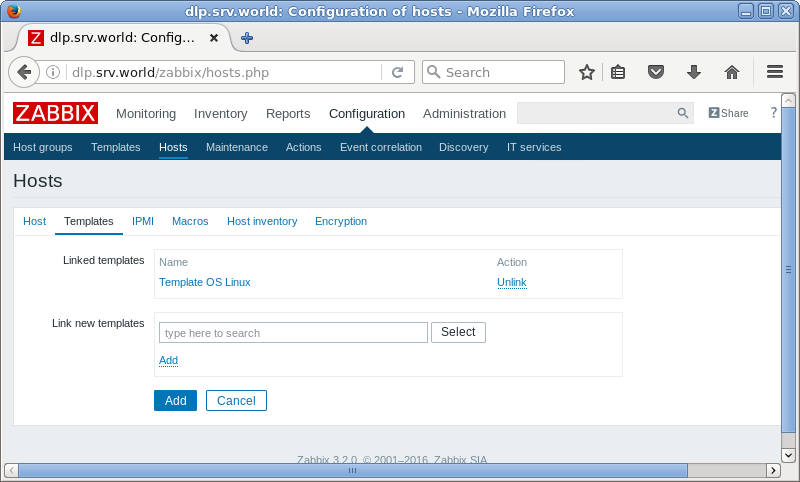 dlp.srv.world: Configuration of hosts - Mozilla Firefox
Z dlp.srv.world: Config...
dlp.srv.world/zabbix/hosts.php Search
ZABBIX Monitoring Inventory Reports Configuration Administration Z Share ?
Host groups Templates Hosts Maintenance Actions Event correlation Discovery IT services
Hosts
Host Templates IPMI Macros Host inventory Encryption
Linked templates Name Action
Template OS Linux Unlink
Link new templates
type here to search Select
Add
Add Cancel
Zabbix 3.2.0. © 2001–2016, Zabbix SIA